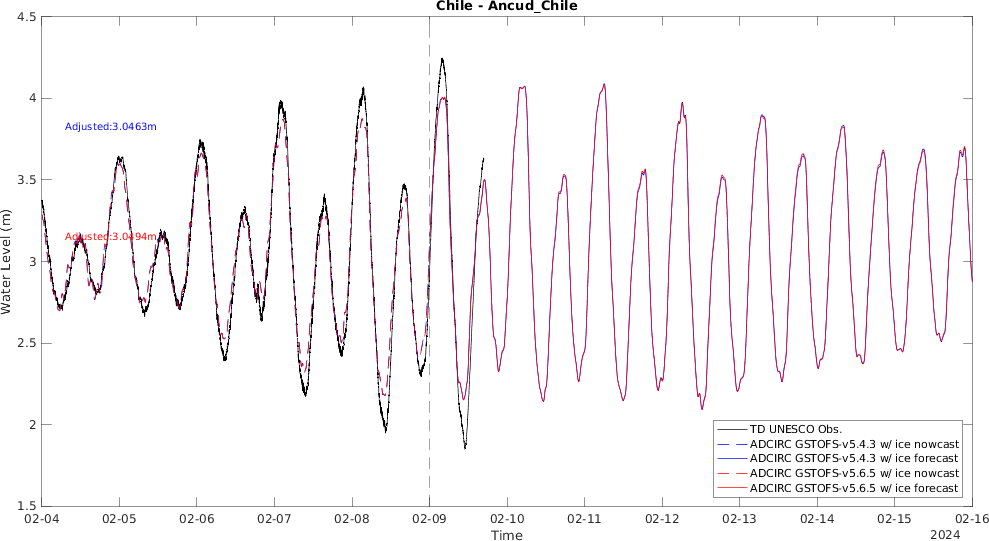 Chile - Ancud_Chile
4.5
4
3.5
3
2.5
2
1.5
Water Level (m)
Adjusted:3.0463m
Adjusted:3.0494m
02-04 02-05 02-06 02-07 02-08 02-09 02-10 02-11 02-12 02-13 02-14 02-15 02-16
Time
2024
TD UNESCO Obs.
ADCIRC GSTOFS-v5.4.3 w/ ice nowcast
ADCIRC GSTOFS-v5.4.3 w/ ice forecast
ADCIRC GSTOFS-v5.6.5 w/ ice nowcast
ADCIRC GSTOFS-v5.6.5 w/ ice forecast